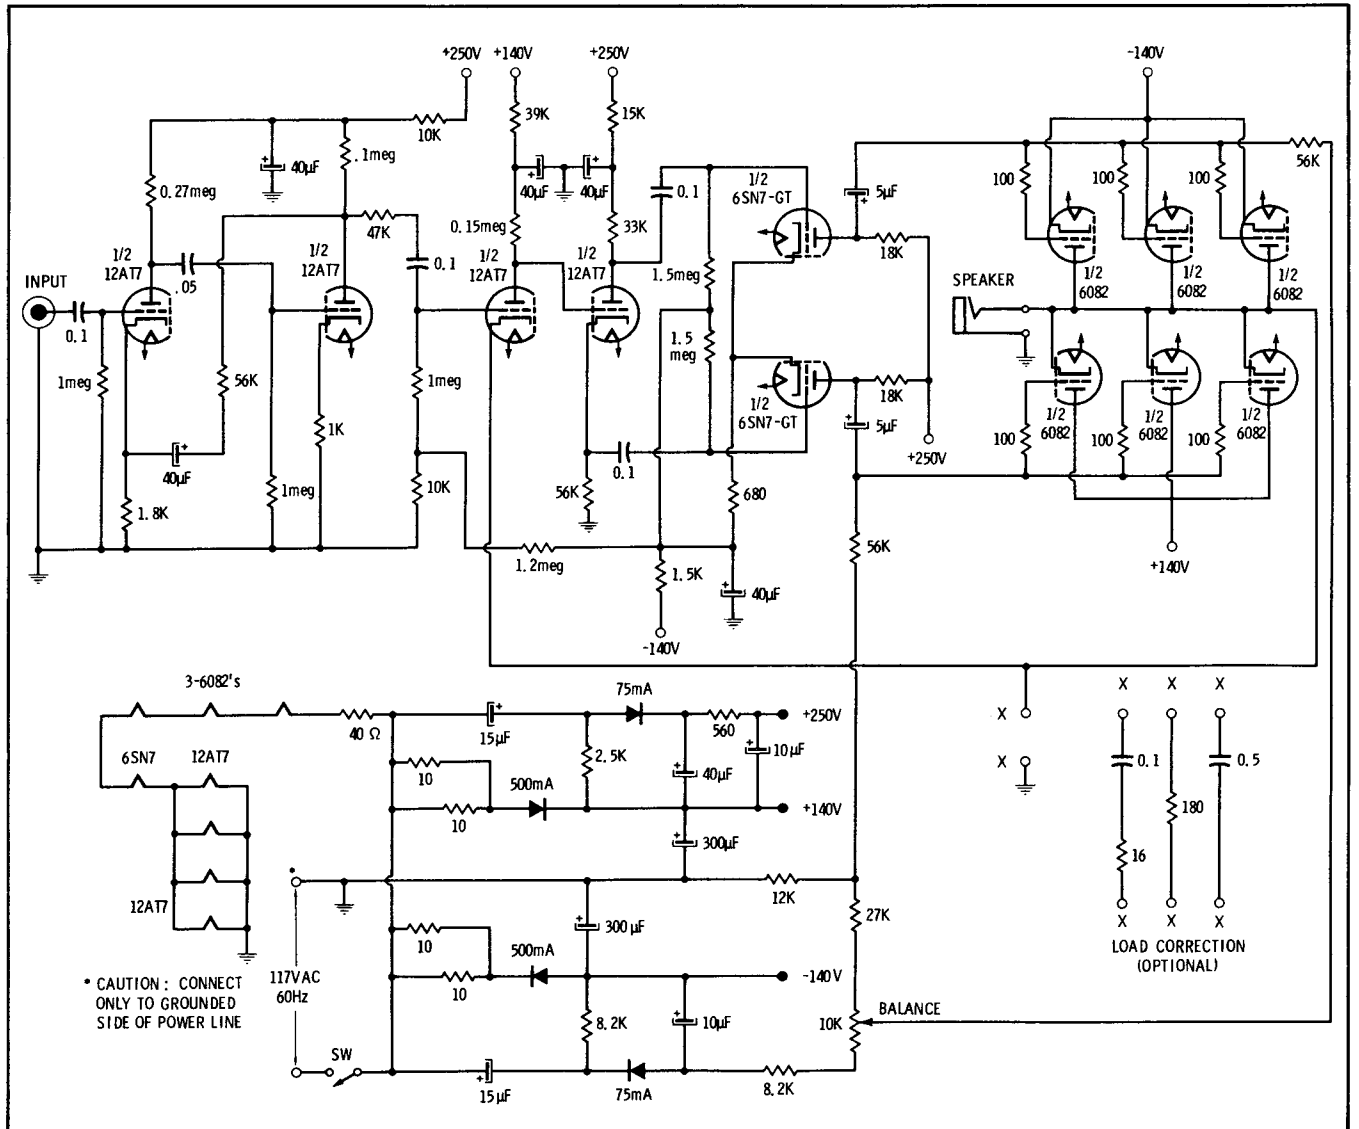 +250V +140V +250V -140V
39K 15K
10K
.1meg
40µF 40µF 40µF
0.1
1/2
6SN7-GT
5µF
56K
100 100 100
0.27meg
47K
0.15meg
33K
18K
1/2
12AT7
1/2
12AT7
1/2
12AT7
1/2
12AT7
.05
0.1
1.5meg
1/2
6082
1/2
6082
1/2
6082
INPUT
SPEAKER
0.1
1meg
56K
1.5
meg
1meg
1K
18K
1/2
6SN7-GT
5µF
+250V
1/2
6082
1/2
6082
1/2
6082
100 100 100
40µF
0.1
1.8K
1meg
10K
56K
680
56K
+140V
1.2meg
1.5K
40µF
-140V
3-6082's
75mA
X X X
40 Ω
15µF
560
+250V
X
6SN7 12AT7
10
2.5K
40µF
10µF
X
0.1
0.5
500mA
10
+140V
180
300µF
16
*
12K
12AT7
27K
X X X
10
300µF
LOAD CORRECTION
(OPTIONAL)
500mA
10
-140V
* CAUTION: CONNECT
ONLY TO GROUNDED
SIDE OF POWER LINE
117VAC
60Hz
8.2K
10µF
10K
BALANCE
SW
15µF
75mA
8.2K